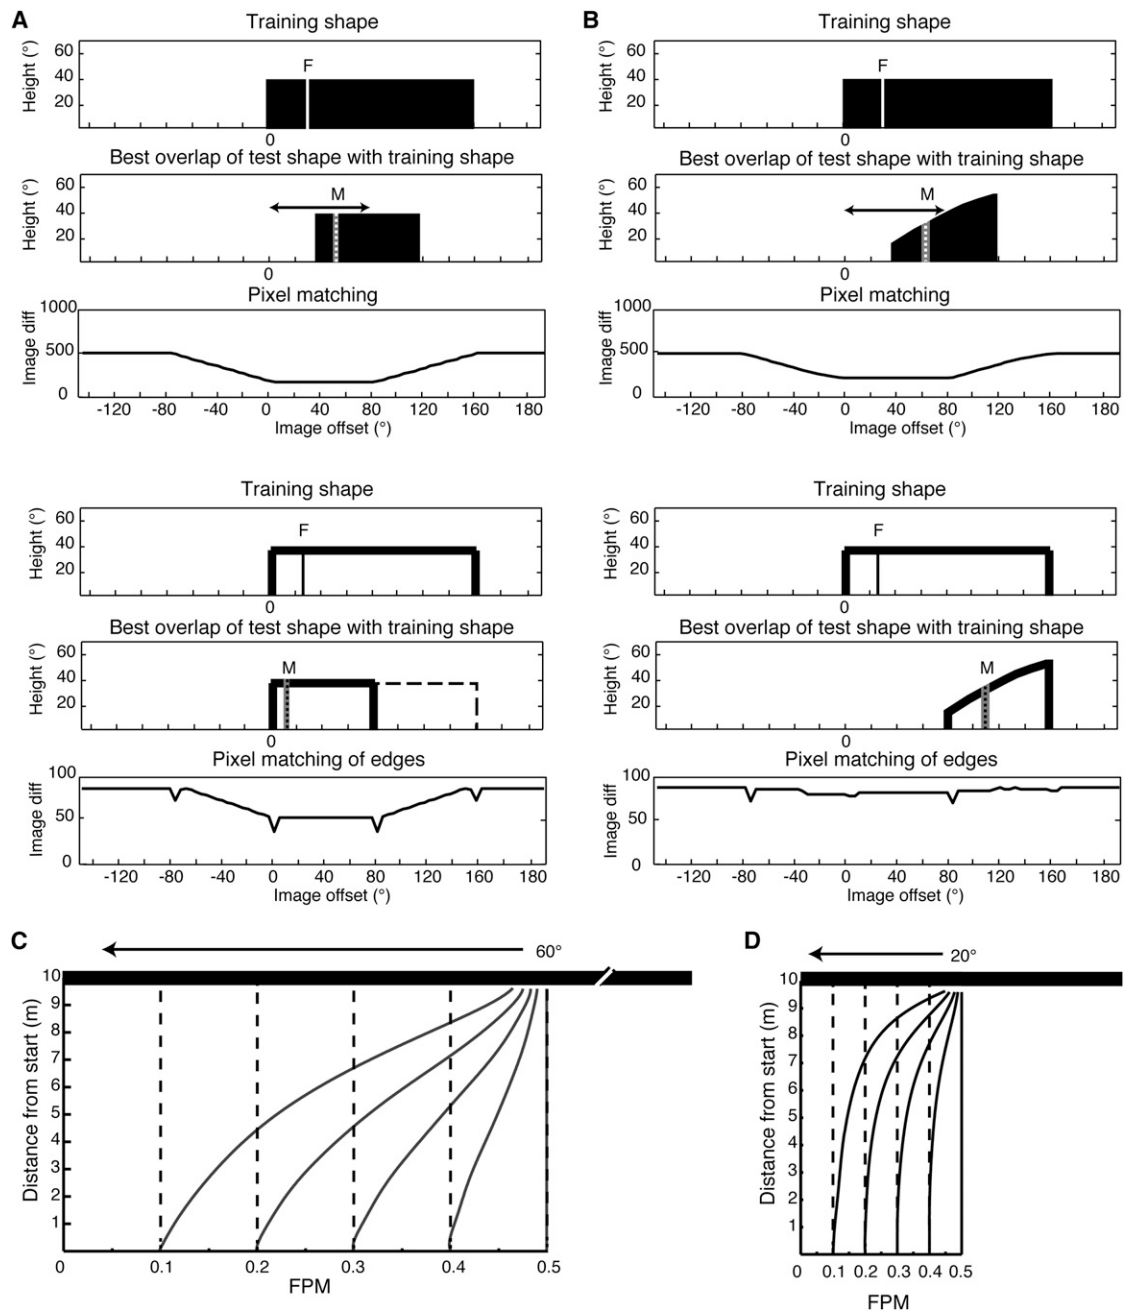 A
Training shape
Height (°)
60
40
20
F
0
Best overlap of test shape with training shape
Height (°)
60
40
20
M
0
Pixel matching
Image diff
1000
500
0
-120 -80 -40 0 40 80 120 160 180
Image offset (°)
B
Training shape
Height (°)
60
40
20
F
0
Best overlap of test shape with training shape
Height (°)
60
40
20
M
0
Pixel matching
Image diff
1000
500
0
-120 -80 -40 0 40 80 120 160 180
Image offset (°)
Training shape
Height (°)
60
40
20
F
0
Best overlap of test shape with training shape
Height (°)
60
40
20
M
0
Pixel matching of edges
Image diff
100
50
0
-120 -80 -40 0 40 80 120 160 180
Image offset (°)
Training shape
Height (°)
60
40
20
F
0
Best overlap of test shape with training shape
Height (°)
60
40
20
M
0
Pixel matching of edges
Image diff
100
50
0
-120 -80 -40 0 40 80 120 160 180
Image offset (°)
C
60°
Distance from start (m)
10
9
8
7
6
5
4
3
2
1
0 0.1 0.2 0.3 0.4 0.5
FPM
D
20°
Distance from start (m)
10
9
8
7
6
5
4
3
2
1
0 0.1 0.2 0.3 0.4 0.5
FPM